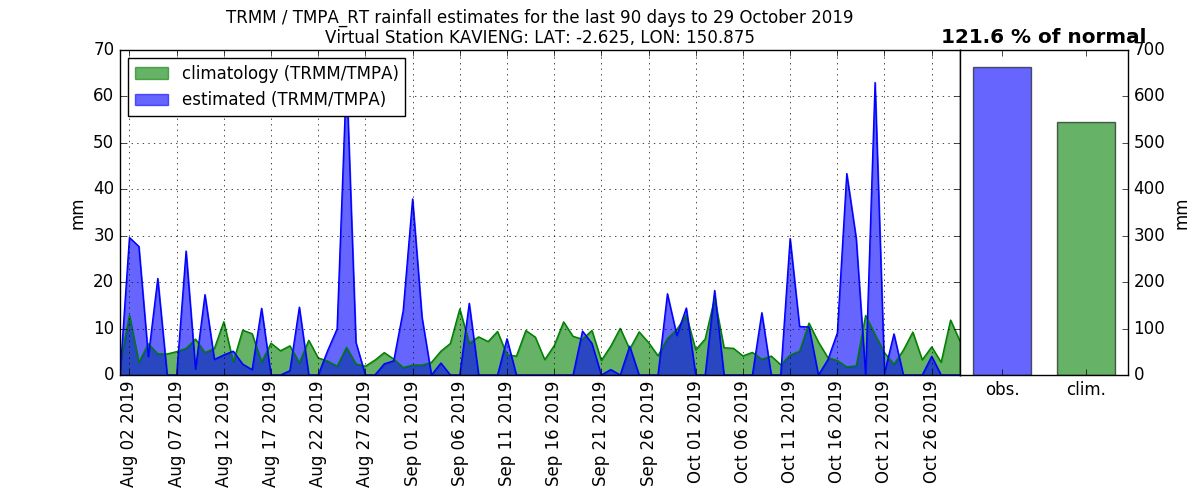 TRMM / TMPA_RT rainfall estimates for the last 90 days to 29 October 2019
Virtual Station KAVIENG: LAT: -2.625, LON: 150.875
121.6 % of normal
climatology (TRMM/TMPA)
estimated (TRMM/TMPA)
70
60
50
40
30
20
10
0
mm
Aug 02 2019
Aug 07 2019
Aug 12 2019
Aug 17 2019
Aug 22 2019
Aug 27 2019
Sep 01 2019
Sep 06 2019
Sep 11 2019
Sep 16 2019
Sep 21 2019
Sep 26 2019
Oct 01 2019
Oct 06 2019
Oct 11 2019
Oct 16 2019
Oct 21 2019
Oct 26 2019
obs.
clim.
700
600
500
400
300
200
100
0
mm